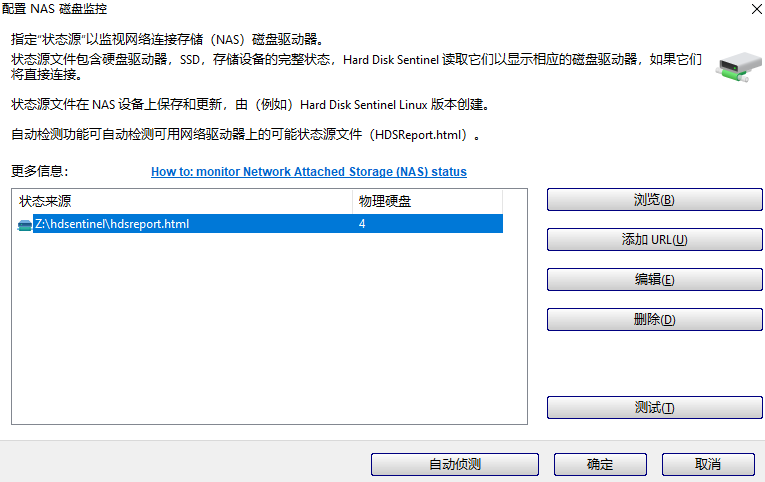 配置 NAS 磁盘监控
指定“状态源”以监视网络连接存储（NAS）磁盘驱动器。
状态源文件包含硬盘驱动器，SSD，存储设备的完整状态，Hard Disk Sentinel 读取它们以显示相应的磁盘驱动器，如果它们
将直接连接。
状态源文件在 NAS 设备上保存和更新，由（例如）Hard Disk Sentinel Linux 版本创建。
自动检测功能可自动检测可用网络驱动器上的可能状态源文件（HDSReport.html）。
更多信息： How to: monitor Network Attached Storage (NAS) status
状态来源 物理硬盘
Z:\hdsentinel\hdsreport.html 4
浏览(B)
添加 URL(U)
编辑(E)
删除(D)
测试(T)
自动侦测 确定 取消